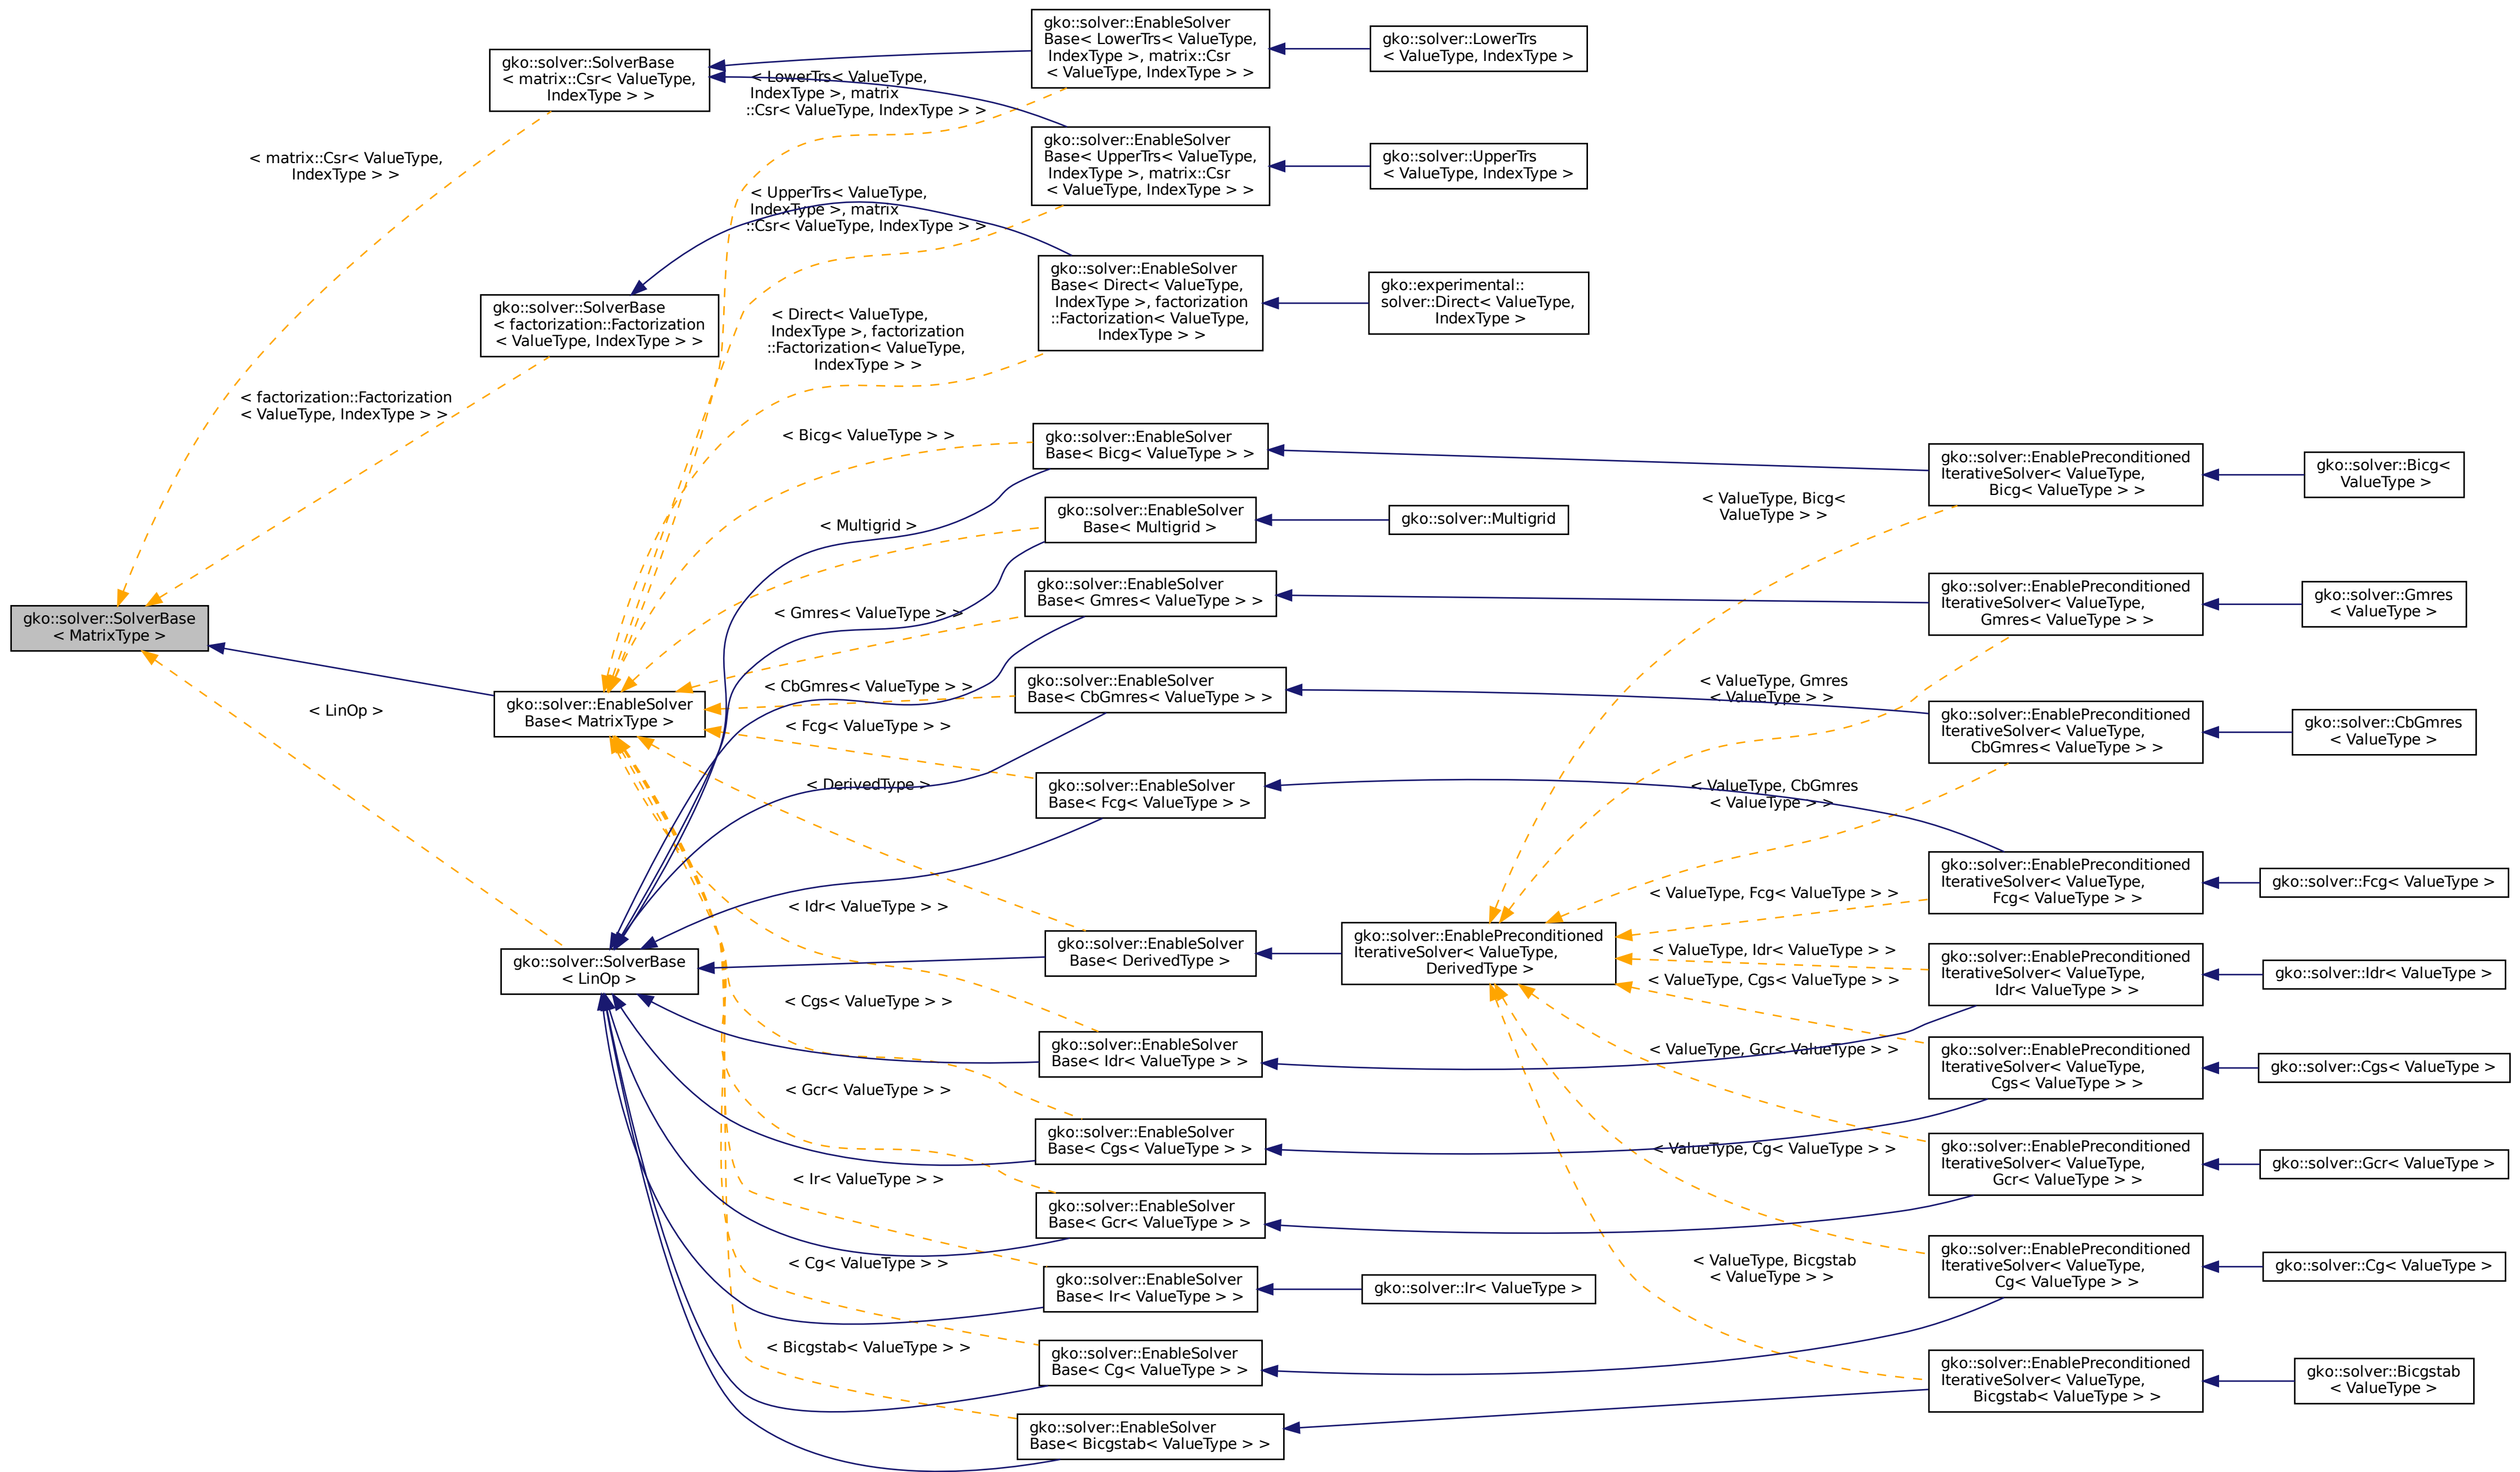 gko::solver::SolverBase
< MatrixType >
gko::solver::SolverBase
< matrix::Csr< ValueType,
IndexType > >
< matrix::Csr< ValueType,
IndexType > >
gko::solver::SolverBase
< factorization::Factorization
< ValueType, IndexType > >
< factorization::Factorization
< ValueType, IndexType > >
gko::solver::EnableSolver
Base< MatrixType >
gko::solver::SolverBase
< LinOp >
< LinOp >
gko::solver::EnableSolver
Base< LowerTrs< ValueType,
IndexType >, matrix::Csr
< ValueType, IndexType > >
< LowerTrs< ValueType,
IndexType >, matrix
::Csr< ValueType, IndexType > >
gko::solver::LowerTrs
< ValueType, IndexType >
gko::solver::EnableSolver
Base< UpperTrs< ValueType,
IndexType >, matrix::Csr
< ValueType, IndexType > >
< UpperTrs< ValueType,
IndexType >, matrix
::Csr< ValueType, IndexType > >
gko::solver::UpperTrs
< ValueType, IndexType >
gko::solver::EnableSolver
Base< Direct< ValueType,
IndexType >, factorization
::Factorization< ValueType,
IndexType > >
< Direct< ValueType,
IndexType >, factorization
::Factorization< ValueType,
IndexType > >
gko::experimental::
solver::Direct< ValueType,
IndexType >
< Bicg< ValueType > >
gko::solver::EnableSolver
Base< Bicg< ValueType > >
< Multigrid >
gko::solver::EnableSolver
Base< Multigrid >
gko::solver::Multigrid
< Gmres< ValueType > >
gko::solver::EnableSolver
Base< Gmres< ValueType > >
< CbGmres< ValueType > >
gko::solver::EnableSolver
Base< CbGmres< ValueType > >
< Fcg< ValueType > >
gko::solver::EnableSolver
Base< Fcg< ValueType > >
< DerivedType >
gko::solver::EnableSolver
Base< DerivedType >
< Idr< ValueType > >
gko::solver::EnableSolver
Base< Idr< ValueType > >
< Cgs< ValueType > >
gko::solver::EnableSolver
Base< Cgs< ValueType > >
< Gcr< ValueType > >
gko::solver::EnableSolver
Base< Gcr< ValueType > >
< Ir< ValueType > >
gko::solver::EnableSolver
Base< Ir< ValueType > >
gko::solver::Ir< ValueType >
< Cg< ValueType > >
gko::solver::EnableSolver
Base< Cg< ValueType > >
< Bicgstab< ValueType > >
gko::solver::EnableSolver
Base< Bicgstab< ValueType > >
gko::solver::EnablePreconditioned
IterativeSolver< ValueType,
DerivedType >
< ValueType, Bicg<
ValueType > >
gko::solver::EnablePreconditioned
IterativeSolver< ValueType,
Bicg< ValueType > >
gko::solver::Bicg<
ValueType >
< ValueType, Gmres
< ValueType > >
gko::solver::EnablePreconditioned
IterativeSolver< ValueType,
Gmres< ValueType > >
gko::solver::Gmres
< ValueType >
< ValueType, CbGmres
< ValueType > >
gko::solver::EnablePreconditioned
IterativeSolver< ValueType,
CbGmres< ValueType > >
gko::solver::CbGmres
< ValueType >
< ValueType, Fcg< ValueType > >
gko::solver::EnablePreconditioned
IterativeSolver< ValueType,
Fcg< ValueType > >
gko::solver::Fcg< ValueType >
< ValueType, Idr< ValueType > >
gko::solver::EnablePreconditioned
IterativeSolver< ValueType,
Idr< ValueType > >
gko::solver::Idr< ValueType >
< ValueType, Cgs< ValueType > >
gko::solver::EnablePreconditioned
IterativeSolver< ValueType,
Cgs< ValueType > >
gko::solver::Cgs< ValueType >
< ValueType, Gcr< ValueType > >
gko::solver::EnablePreconditioned
IterativeSolver< ValueType,
Gcr< ValueType > >
gko::solver::Gcr< ValueType >
< ValueType, Cg< ValueType > >
gko::solver::EnablePreconditioned
IterativeSolver< ValueType,
Cg< ValueType > >
gko::solver::Cg< ValueType >
< ValueType, Bicgstab
< ValueType > >
gko::solver::EnablePreconditioned
IterativeSolver< ValueType,
Bicgstab< ValueType > >
gko::solver::Bicgstab
< ValueType >